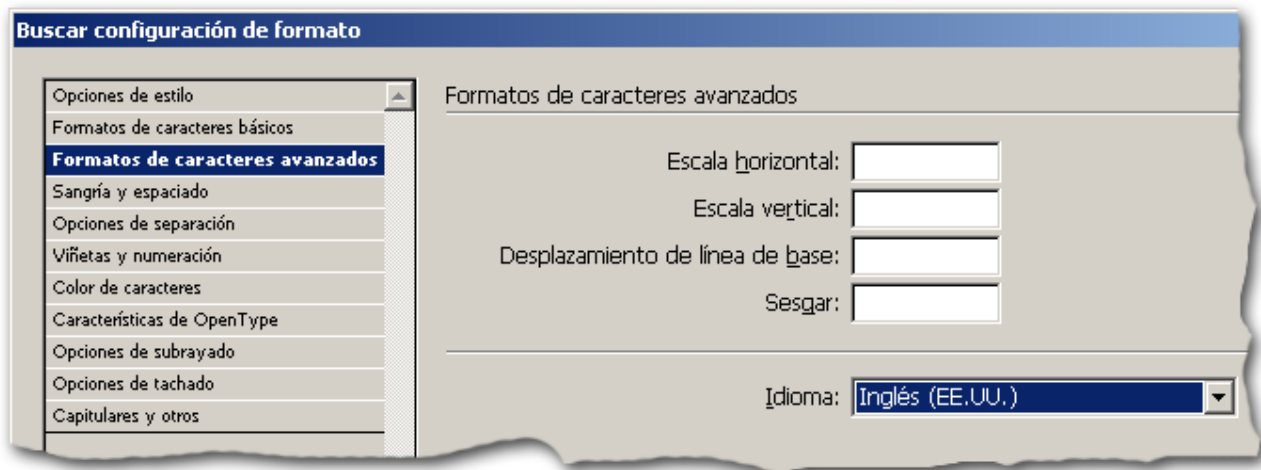 Buscar configuración de formato
Opciones de estilo
Formatos de caracteres básicos
Formatos de caracteres avanzados
Sangría y espaciado
Opciones de separación
Viñetas y numeración
Color de caracteres
Características de OpenType
Opciones de subrayado
Opciones de tachado
Capitulares y otros
Formatos de caracteres avanzados
Escala horizontal:
Escala vertical:
Desplazamiento de línea de base:
Sesgar:
Idioma: Inglés (EE.UU.)